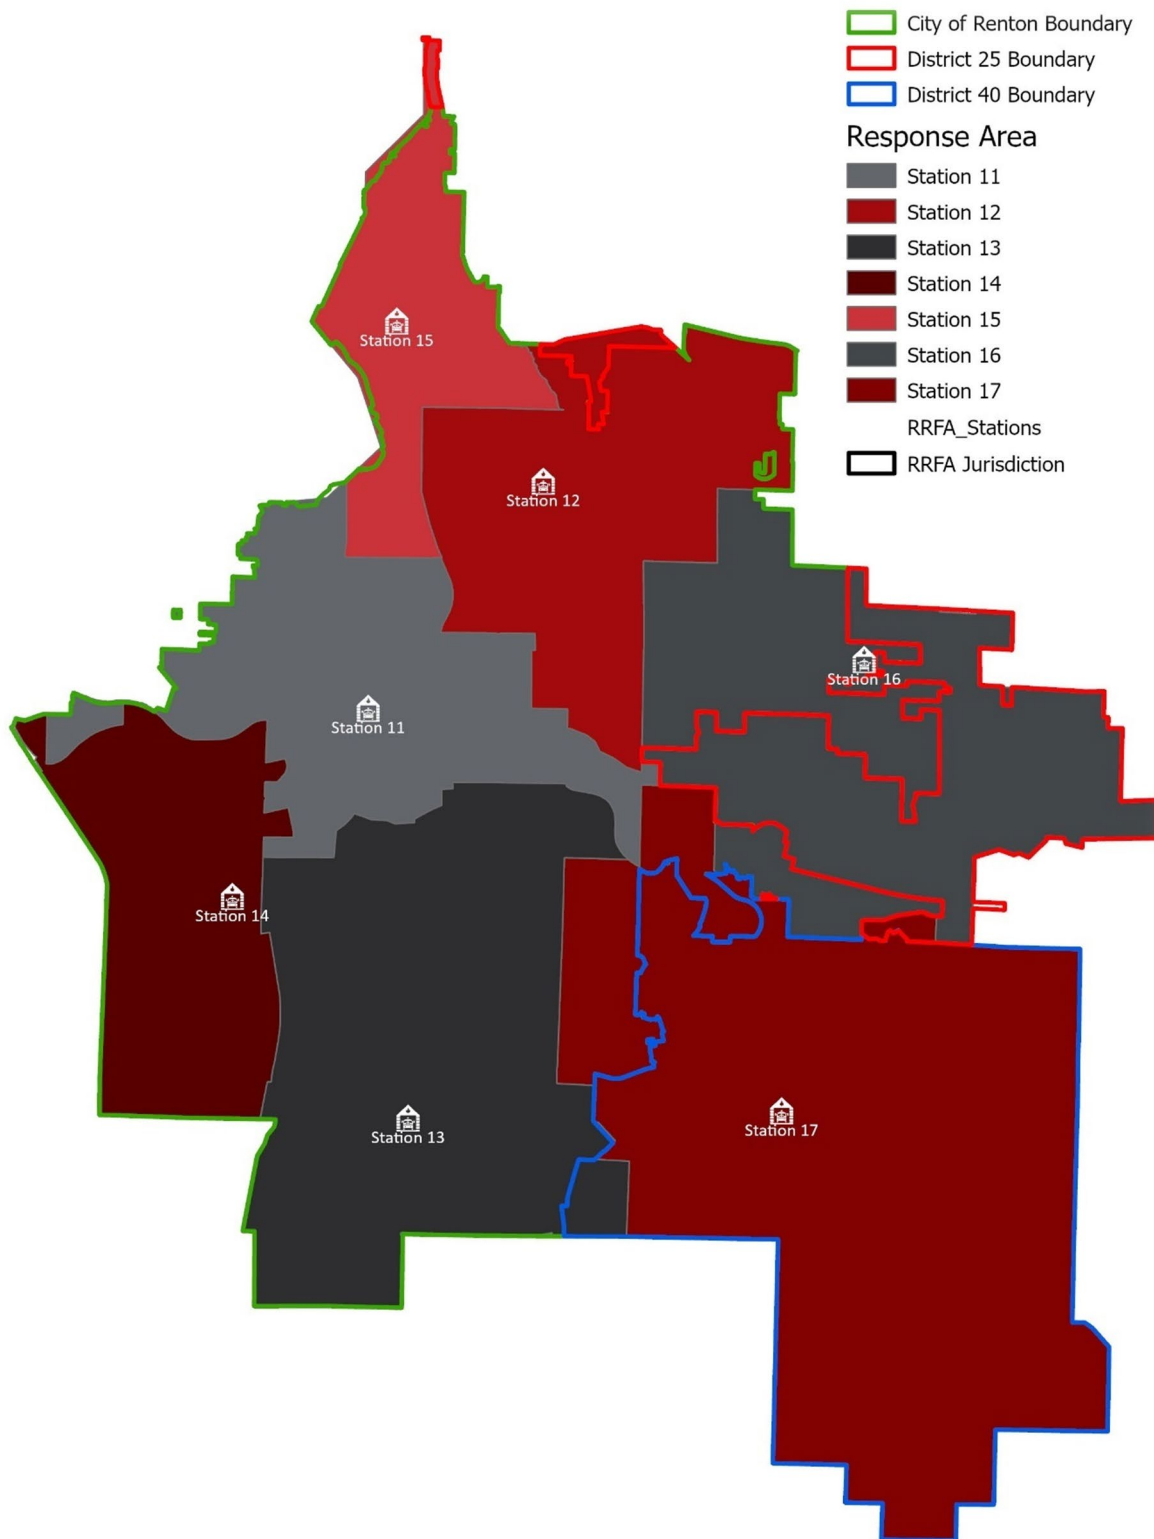 City of Renton Boundary
District 25 Boundary
District 40 Boundary
Response Area
Station 11
Station 12
Station 13
Station 14
Station 15
Station 16
Station 17
RRFA_Stations
RRFA Jurisdiction
Station 15
Station 12
Station 16
Station 11
Station 14
Station 17
Station 13